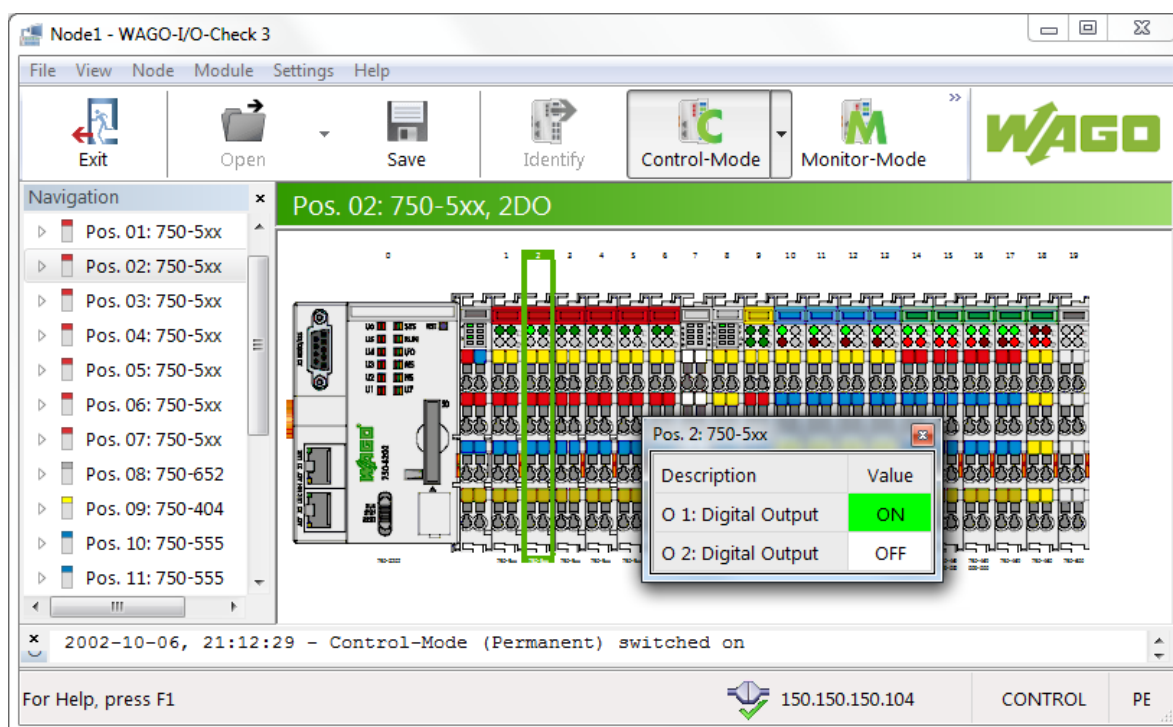 Node1 - WAGO-I/O-Check 3
File View Node Module Settings Help
Exit Open Save Identify Control-Mode Monitor-Mode
WAGO
Navigation
Pos. 02: 750-5xx, 2DO
Pos. 01: 750-5xx
Pos. 02: 750-5xx
Pos. 03: 750-5xx
Pos. 04: 750-5xx
Pos. 05: 750-5xx
Pos. 06: 750-5xx
Pos. 07: 750-5xx
Pos. 08: 750-652
Pos. 09: 750-404
Pos. 10: 750-555
Pos. 11: 750-555
0 1 2 3 4 5 6 7 8 9 10 11 12 13 14 15 16 17 18 19
WAGO
Pos. 2: 750-5xx
Description Value
O 1: Digital Output ON
O 2: Digital Output OFF
2002-10-06, 21:12:29 - Control-Mode (Permanent) switched on
For Help, press F1 150.150.150.104 CONTROL PE